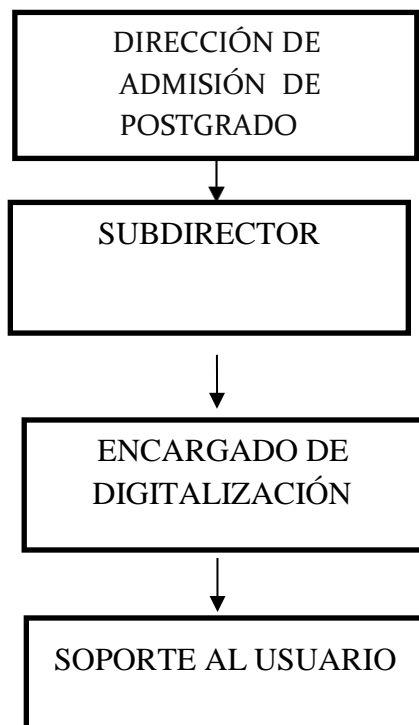 DIRECCIÓN DE
ADMISIÓN DE
POSTGRADO
SUBDIRECTOR
ENCARGADO DE
DIGITALIZACIÓN
SOPORTE AL USUARIO